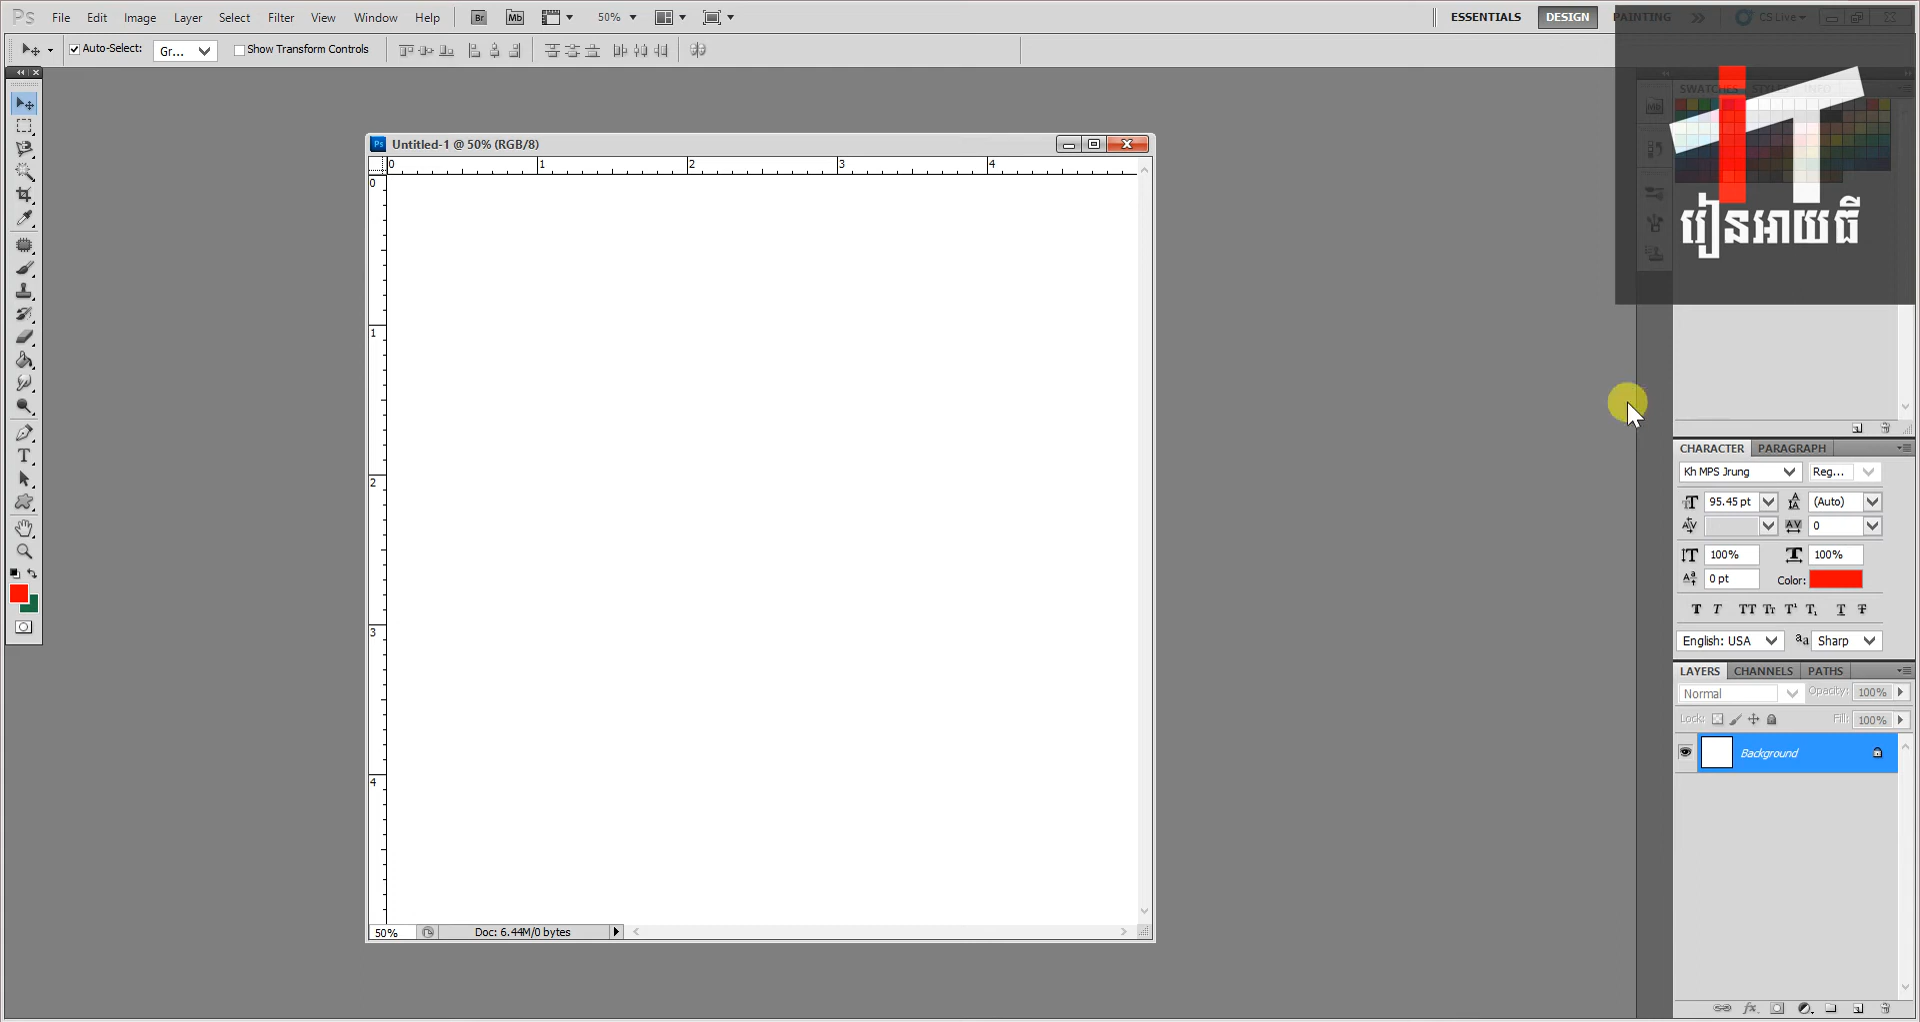 Ps File Edit Image Layer Select Filter View Window Help Br Mb 50% ESSENTIALS DESIGN PAINTING CS Live
Auto-Select: Gr... Show Transform Controls
Untitled-1 @ 50% (RGB/8)
0 1 2 3 4
0
1
2
3
4
50% Doc: 6.44M/0 bytes
SWATCHES
iT
រៀនអាយធី
CHARACTER PARAGRAPH
Kh MPS Jrung Reg...
95.45 pt (Auto)
0
100% 100%
0 pt Color:
English: USA Sharp
LAYERS CHANNELS PATHS
Normal Opacity: 100%
Lock: Fill: 100%
Background